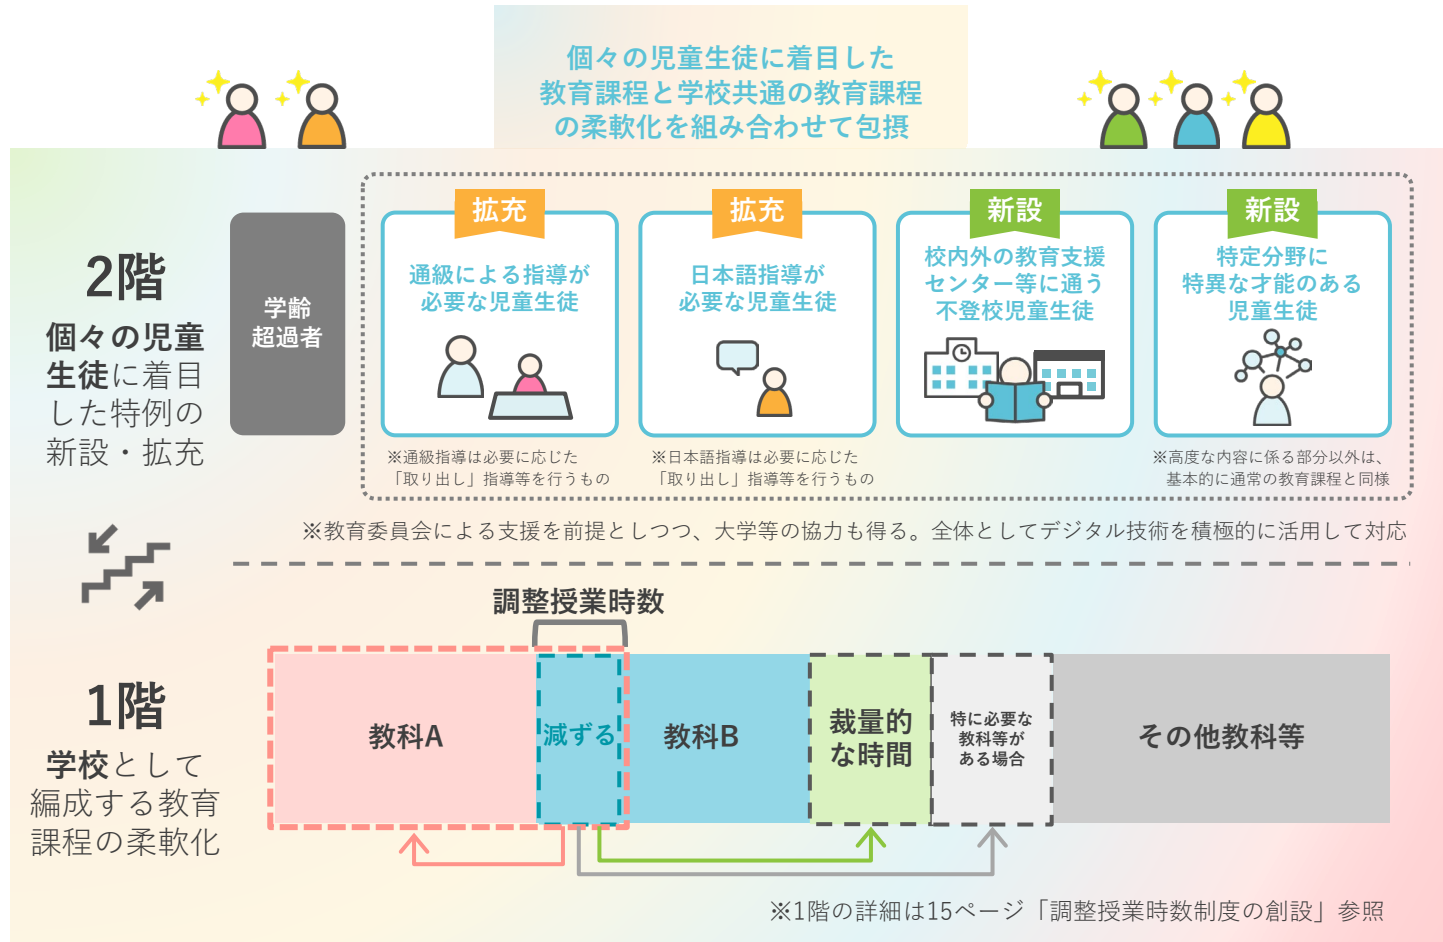 個々の児童生徒に着目した
教育課程と学校共通の教育課程
の柔軟化を組み合わせて包摂
2階
個々の児童
生徒に着目
した特例の
新設・拡充
学齢
超過者
拡充
通級による指導が
必要な児童生徒
※通級指導は必要に応じた
「取り出し」指導等を行うもの
拡充
日本語指導が
必要な児童生徒
※日本語指導は必要に応じた
「取り出し」指導等を行うもの
新設
校内外の教育支援
センター等に通う
不登校児童生徒
新設
特定分野に
特異な才能のある
児童生徒
※高度な内容に係る部分以外は、
基本的に通常の教育課程と同様
※教育委員会による支援を前提としつつ、大学等の協力も得る。全体としてデジタル技術を積極的に活用して対応
1階
学校として
編成する教育
課程の柔軟化
調整授業時数
教科A
減ずる
教科B
裁量的
な時間
特に必要な
教科等が
ある場合
その他教科等
※1階の詳細は15ページ「調整授業時数制度の創設」参照